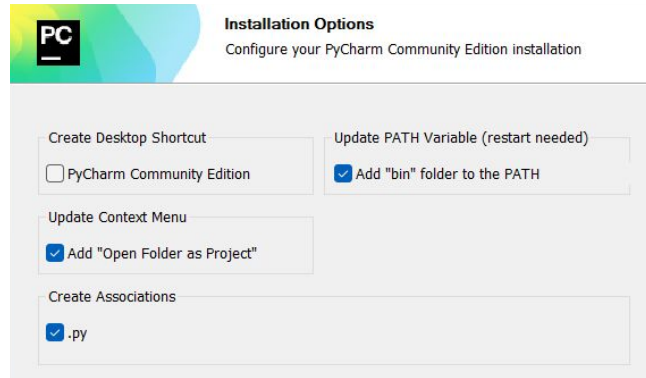 PC
Installation Options
Configure your PyCharm Community Edition installation
Create Desktop Shortcut
PyCharm Community Edition
Update PATH Variable (restart needed)
Add "bin" folder to the PATH
Update Context Menu
Add "Open Folder as Project"
Create Associations
.py